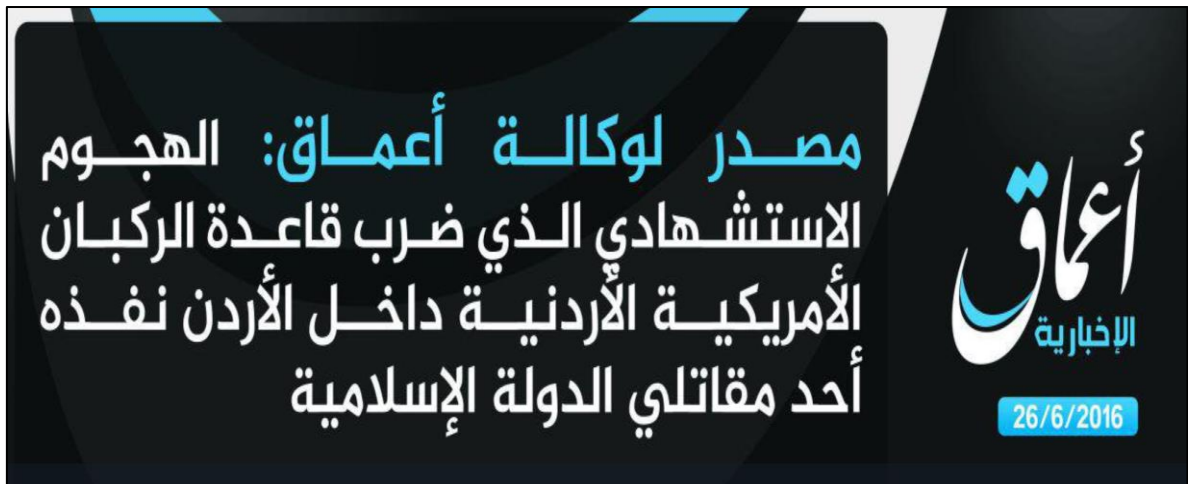 مصدر لوكالة أعماق: الهجوم
الاستشهادي الذي ضرب قاعدة الركبان
الأمريكية الأردنية داخل الأردن نفذه
أحد مقاتلي الدولة الإسلامية
أعماق
الإخبارية
26/6/2016